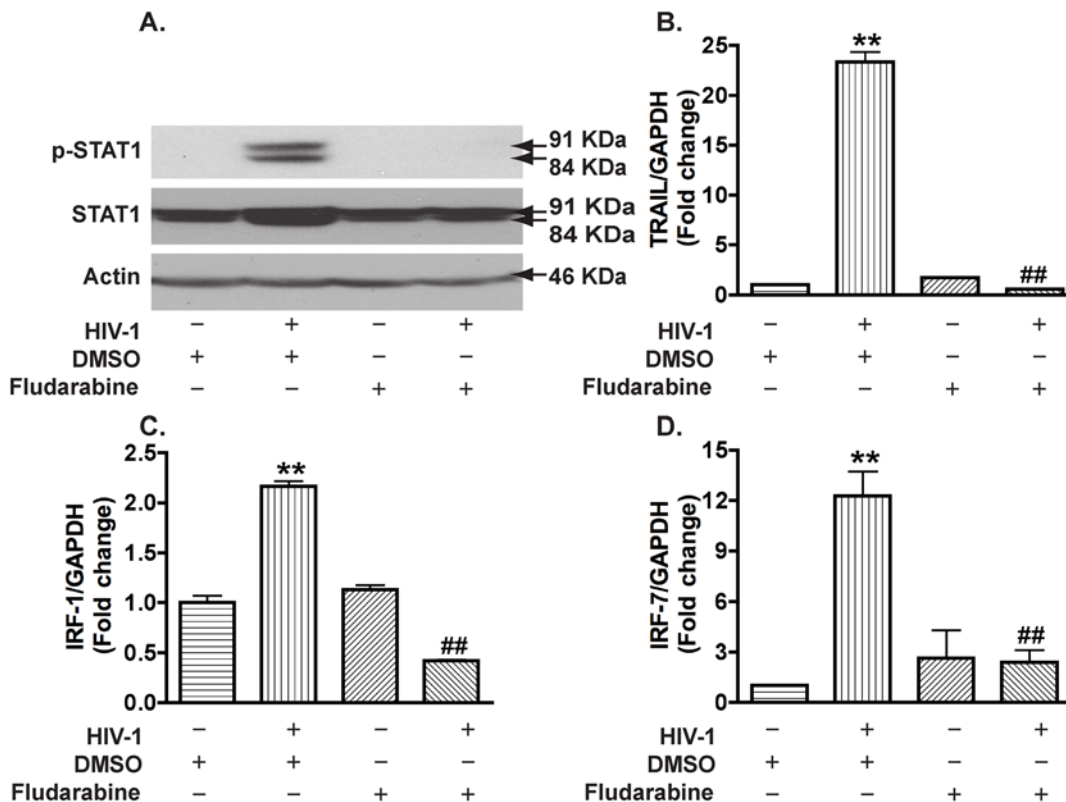 A.
p-STAT1
91 KDa
84 KDa
STAT1
91 KDa
84 KDa
Actin
46 KDa
HIV-1 – + – +
DMSO + + – –
Fludarabine – – + +
B.
TRAIL/GAPDH
(Fold change)
25
20
15
10
5
0
**
##
HIV-1 – + – +
DMSO + + – –
Fludarabine – – + +
C.
IRF-1/GAPDH
(Fold change)
2.5
2.0
1.5
1.0
0.5
0.0
**
##
HIV-1 – + – +
DMSO + + – –
Fludarabine – – + +
D.
IRF-7/GAPDH
(Fold change)
15
12
9
6
3
0
**
##
HIV-1 – + – +
DMSO + + – –
Fludarabine – – + +